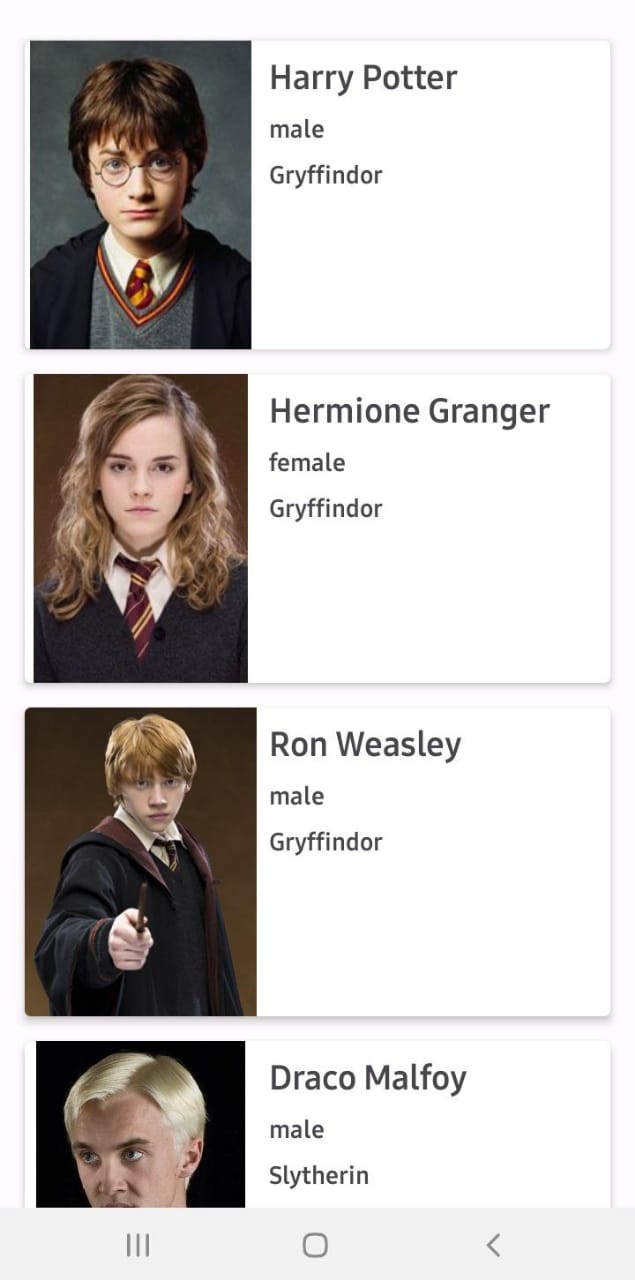 Harry Potter
male
Gryffindor
Hermione Granger
female
Gryffindor
Ron Weasley
male
Gryffindor
Draco Malfoy
male
Slytherin